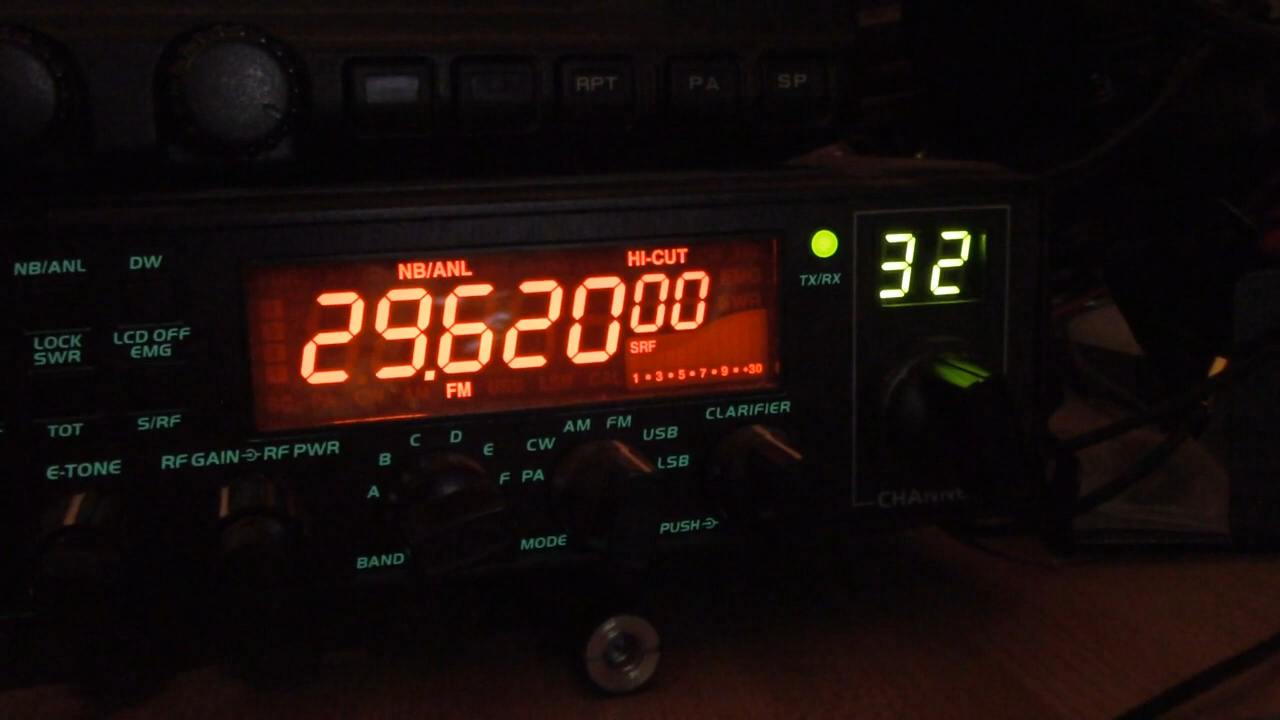 RPT PA SP
NB/ANL DW
NB/ANL HI-CUT
TX/RX
32
29.62000
LOCK SWR
LCD OFF EMG
SRF
1 • 3 • 5 • 7 • 9 • +30
FM
TOT S/RF
E-TONE RF GAIN RF PWR
A B C D E F
BAND
PA CW AM FM USB LSB
MODE
CLARIFIER
PUSH